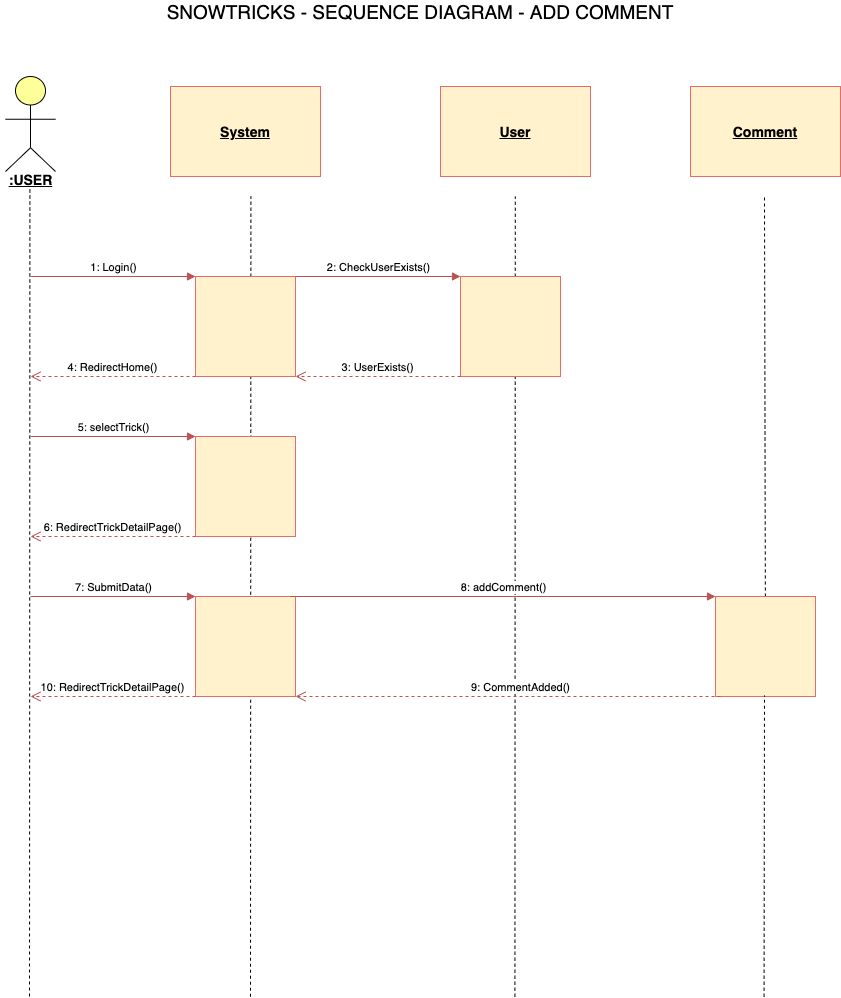 SNOWTRICKS - SEQUENCE DIAGRAM - ADD COMMENT
System
User
Comment
:USER
1: Login()
2: CheckUserExists()
4: RedirectHome()
3: UserExists()
5: selectTrick()
6: RedirectTrickDetailPage()
7: SubmitData()
8: addComment()
10: RedirectTrickDetailPage()
9: CommentAdded()